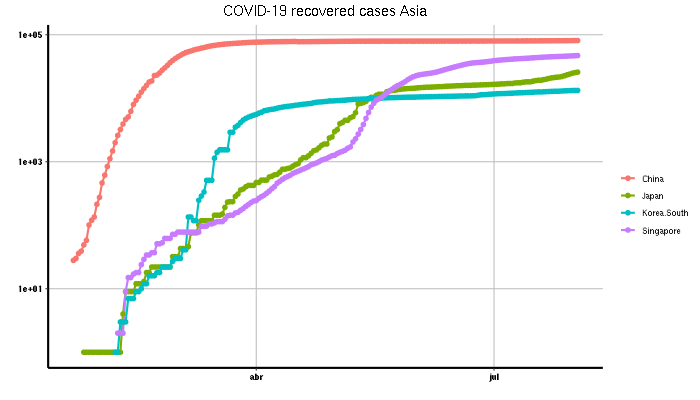 COVID-19 recovered cases Asia
1e+05
1e+03
1e+01
abr
jul
China
Japan
Korea.South
Singapore